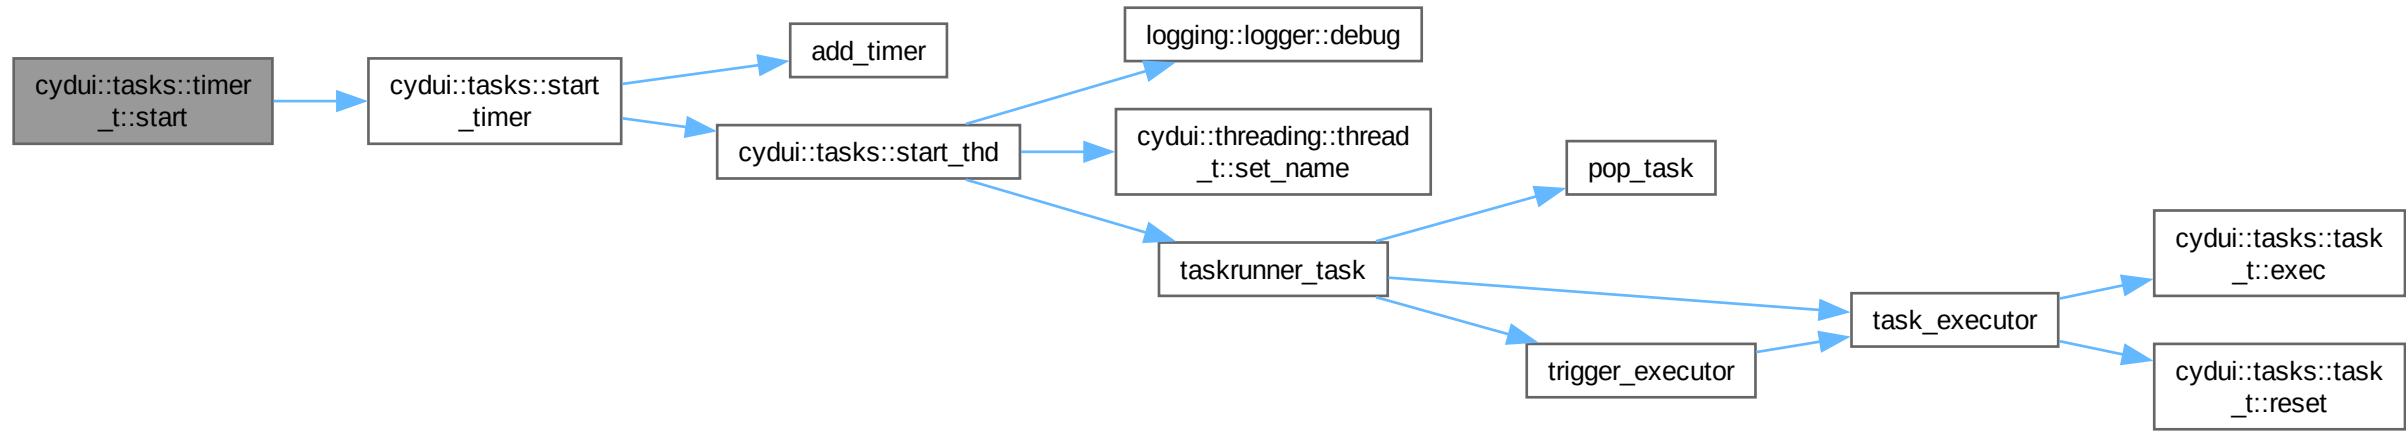 cydui::tasks::timer
_t::start
cydui::tasks::start
_timer
add_timer
cydui::tasks::start_thd
logging::logger::debug
cydui::threading::thread
_t::set_name
taskrunner_task
pop_task
trigger_executor
task_executor
cydui::tasks::task
_t::exec
cydui::tasks::task
_t::reset